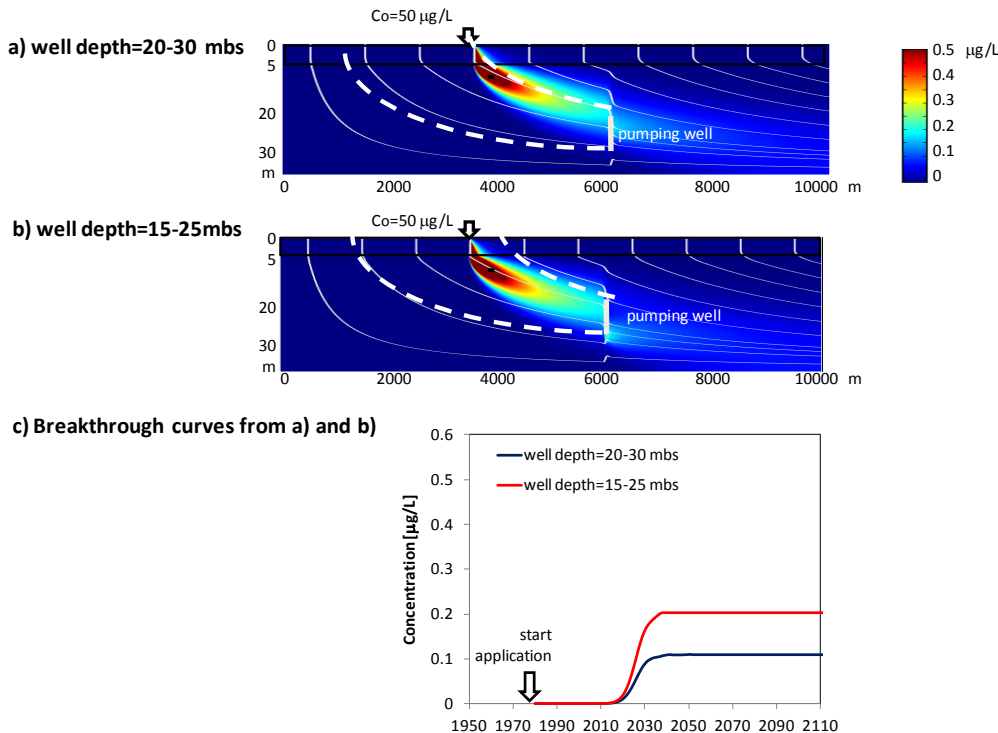 Co=50 µg/L
a) well depth=20-30 mbs
0
5
20
30
m
pumping well
0 2000 4000 6000 8000 10000 m
0.5 µg/L
0.4
0.3
0.2
0.1
0
Co=50 µg/L
b) well depth=15-25mbs
0
5
20
30
m
pumping well
0 2000 4000 6000 8000 10000 m
c) Breakthrough curves from a) and b)
Concentration [µg/L]
0.6
0.5
0.4
0.3
0.2
0.1
0
well depth=20-30 mbs
well depth=15-25 mbs
start
application
1950 1970 1990 2010 2030 2050 2070 2090 2110